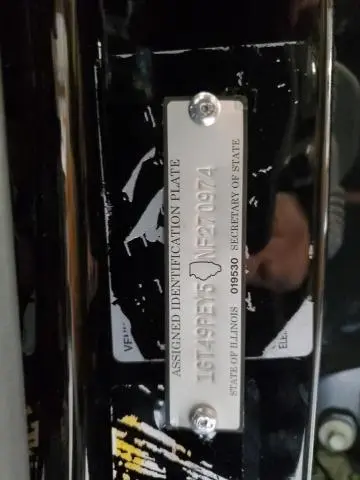 ASSIGNED IDENTIFICATION PLATE
1GT49PEY5 NF270974
STATE OF ILLINOIS 019530 SECRETARY OF STATE